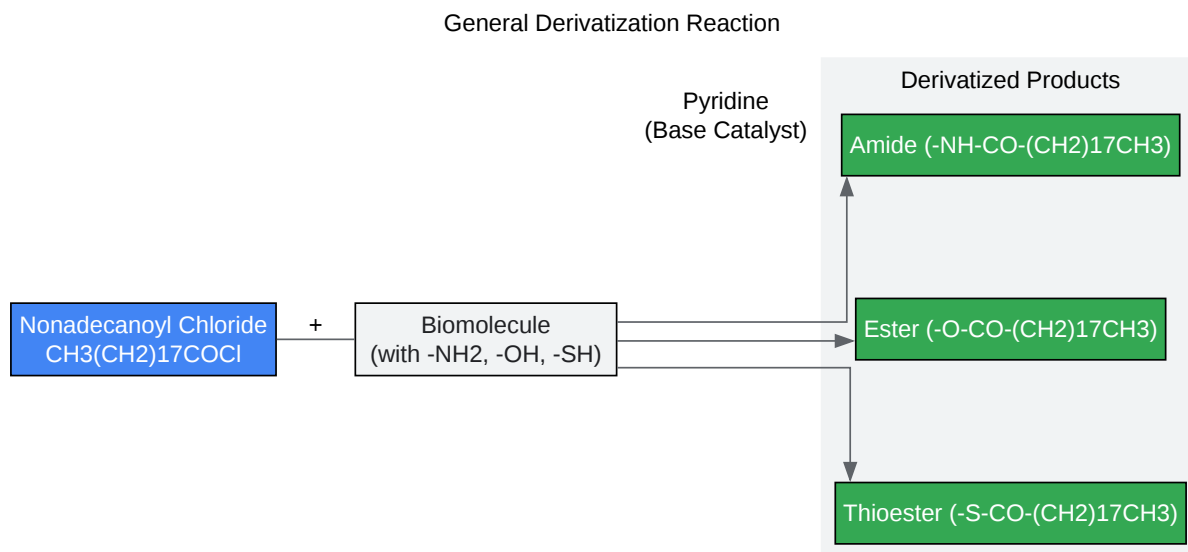 General Derivatization Reaction
Derivatized Products
Pyridine
(Base Catalyst)
Amide (-NH-CO-(CH2)17CH3)
Nonadecanoyl Chloride
CH3(CH2)17COCl
+
Biomolecule
(with -NH2, -OH, -SH)
Ester (-O-CO-(CH2)17CH3)
Thioester (-S-CO-(CH2)17CH3)